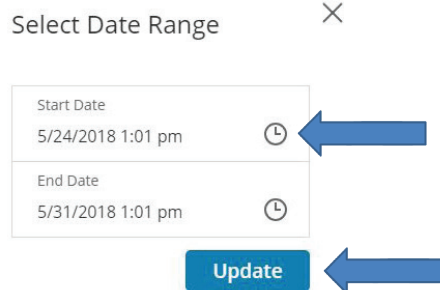 Select Date Range
Start Date
5/24/2018 1:01 pm
End Date
5/31/2018 1:01 pm
Update